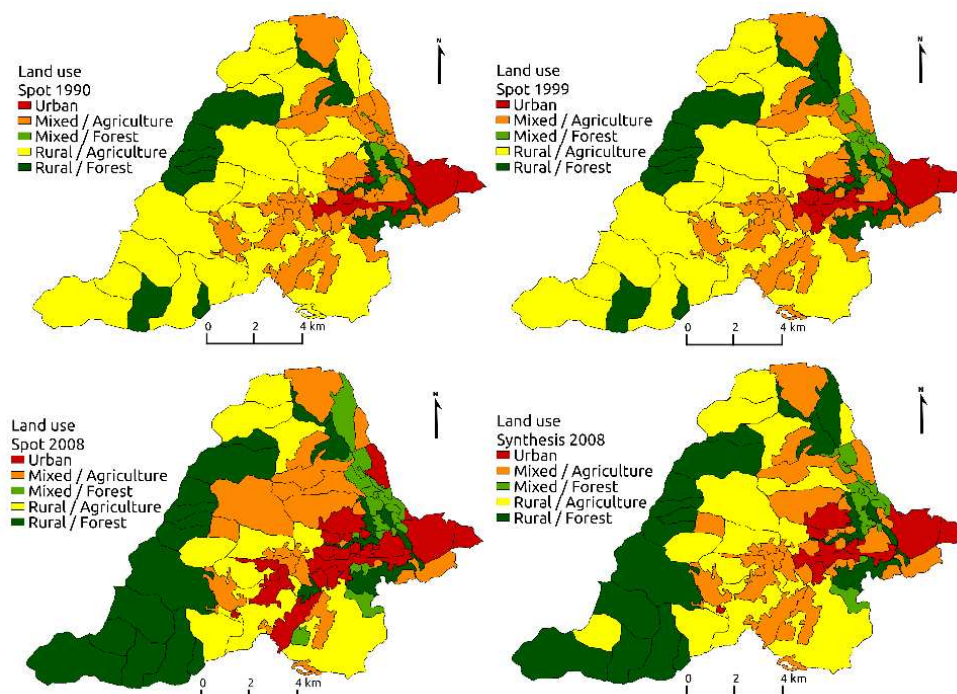 Land use
Spot 1990
Urban
Mixed / Agriculture
Mixed / Forest
Rural / Agriculture
Rural / Forest
N
0 2 4 km
Land use
Spot 1999
Urban
Mixed / Agriculture
Mixed / Forest
Rural / Agriculture
Rural / Forest
N
0 2 4 km
Land use
Spot 2008
Urban
Mixed / Agriculture
Mixed / Forest
Rural / Agriculture
Rural / Forest
N
0 2 4 km
Land use
Synthesis 2008
Urban
Mixed / Agriculture
Mixed / Forest
Rural / Agriculture
Rural / Forest
N
0 2 4 km